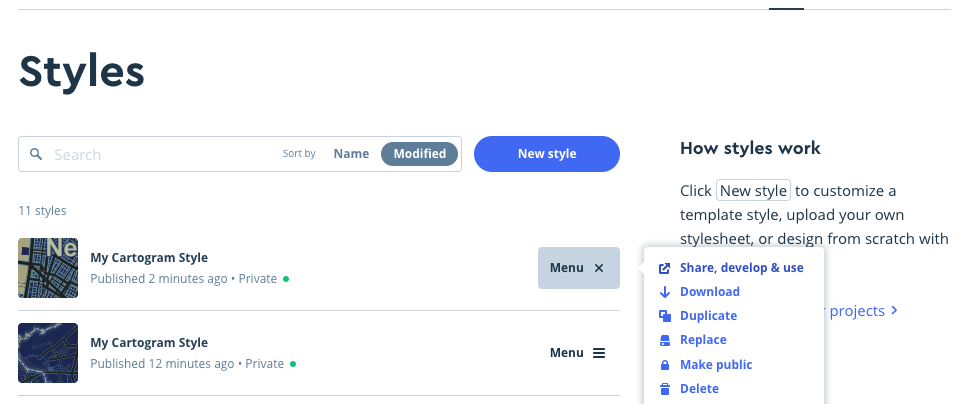 Styles
Search
Sort by Name Modified
New style
How styles work
Click New style to customize a
template style, upload your own
stylesheet, or design from scratch with
projects
11 styles
Ne
My Cartogram Style
Published 2 minutes ago • Private
Menu
Share, develop & use
Download
Duplicate
Replace
Make public
Delete
My Cartogram Style
Published 12 minutes ago • Private
Menu